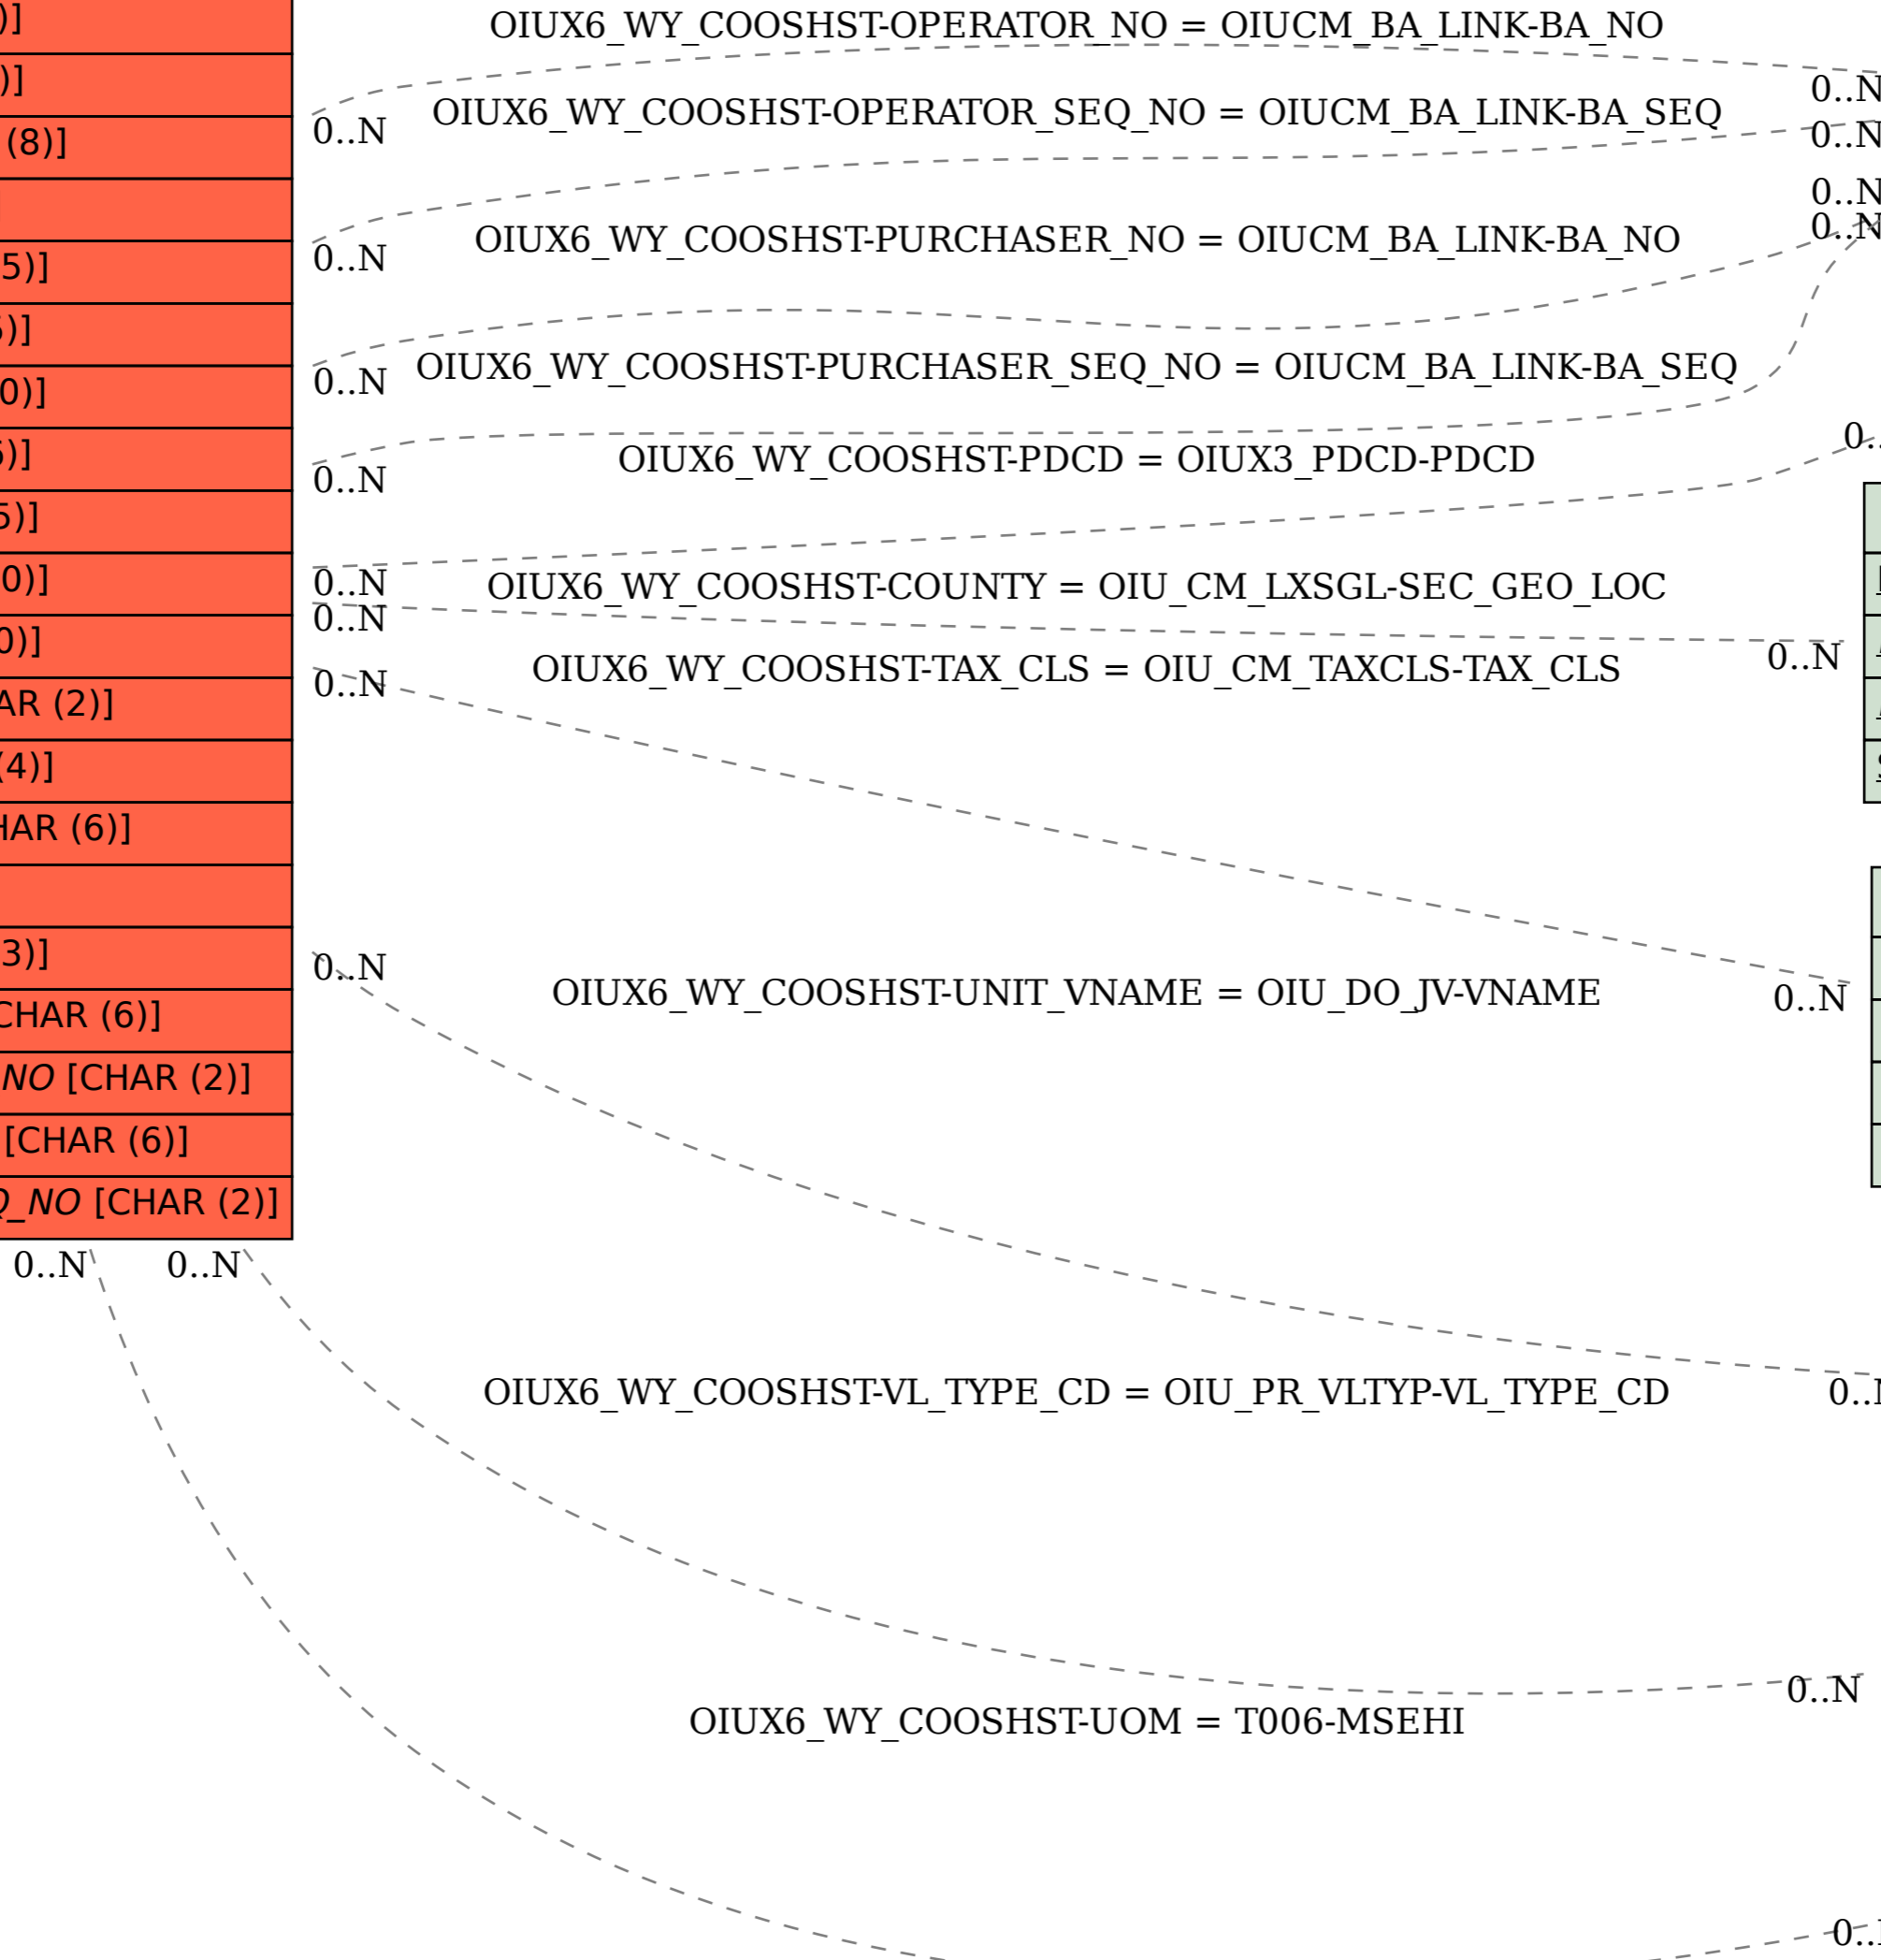 )]
)]
(8)]
]
5)]
)]
0)]
)]
5)]
0)]
0)]
AR (2)]
(4)]
HAR (6)]
3)]
CHAR (6)]
NO [CHAR (2)]
[CHAR (6)]
Q_NO [CHAR (2)]
0..N 0..N
OIUX6_WY_COOSHST-OPERATOR_NO = OIUCM_BA_LINK-BA_NO
0..N
0..N
OIUX6_WY_COOSHST-OPERATOR_SEQ_NO = OIUCM_BA_LINK-BA_SEQ
0..N
0..N
0..N
0..N
OIUX6_WY_COOSHST-PURCHASER_NO = OIUCM_BA_LINK-BA_NO
0..N
OIUX6_WY_COOSHST-PURCHASER_SEQ_NO = OIUCM_BA_LINK-BA_SEQ
0..
0..N
OIUX6_WY_COOSHST-PDCD = OIUX3_PDCD-PDCD
0..N
OIUX6_WY_COOSHST-COUNTY = OIU_CM_LXSGL-SEC_GEO_LOC
0..N
0..N
OIUX6_WY_COOSHST-TAX_CLS = OIU_CM_TAXCLS-TAX_CLS
0..N
0..N
OIUX6_WY_COOSHST-UNIT_VNAME = OIU_DO_JV-VNAME
0..N
OIUX6_WY_COOSHST-VL_TYPE_CD = OIU_PR_VLTYP-VL_TYPE_CD
0..N
0..N
OIUX6_WY_COOSHST-UOM = T006-MSEHI
0..